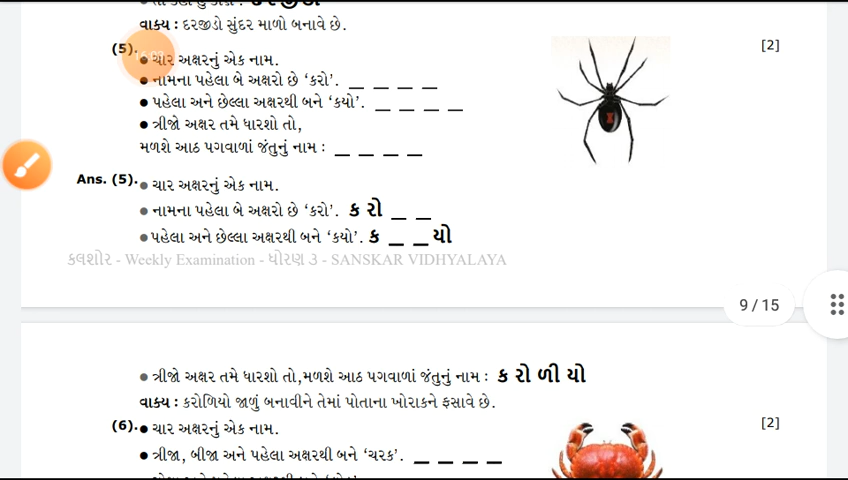 વાક્ય : દરજીડો સુંદર માળો બનાવે છે.
(5). [2]
● ચાર અક્ષરનું એક નામ.
● નામના પહેલા બે અક્ષરો છે ‘કરો’. _ _ _ _
● પહેલા અને છેલ્લા અક્ષરથી બને ‘કયો’. _ _ _ _
● ત્રીજો અક્ષર તમે ધારશો તો,
મળશે આઠ પગવાળાં જંતુનું નામ : _ _ _ _
Ans. (5). ● ચાર અક્ષરનું એક નામ.
● નામના પહેલા બે અક્ષરો છે ‘કરો’. ક રો _ _
● પહેલા અને છેલ્લા અક્ષરથી બને ‘કયો’. ક _ _ યો
કલશોર - Weekly Examination - ધોરણ ૩ - SANSKAR VIDHYALAYA
9 / 15
● ત્રીજો અક્ષર તમે ધારશો તો,મળશે આઠ પગવાળાં જંતુનું નામ : ક રો ળી યો
વાક્ય : કરોળિયો જાળું બનાવીને તેમાં પોતાના ખોરાકને ફસાવે છે.
(6). ● ચાર અક્ષરનું એક નામ. [2]
● ત્રીજા, બીજા અને પહેલા અક્ષરથી બને ‘ચરક’. _ _ _ _